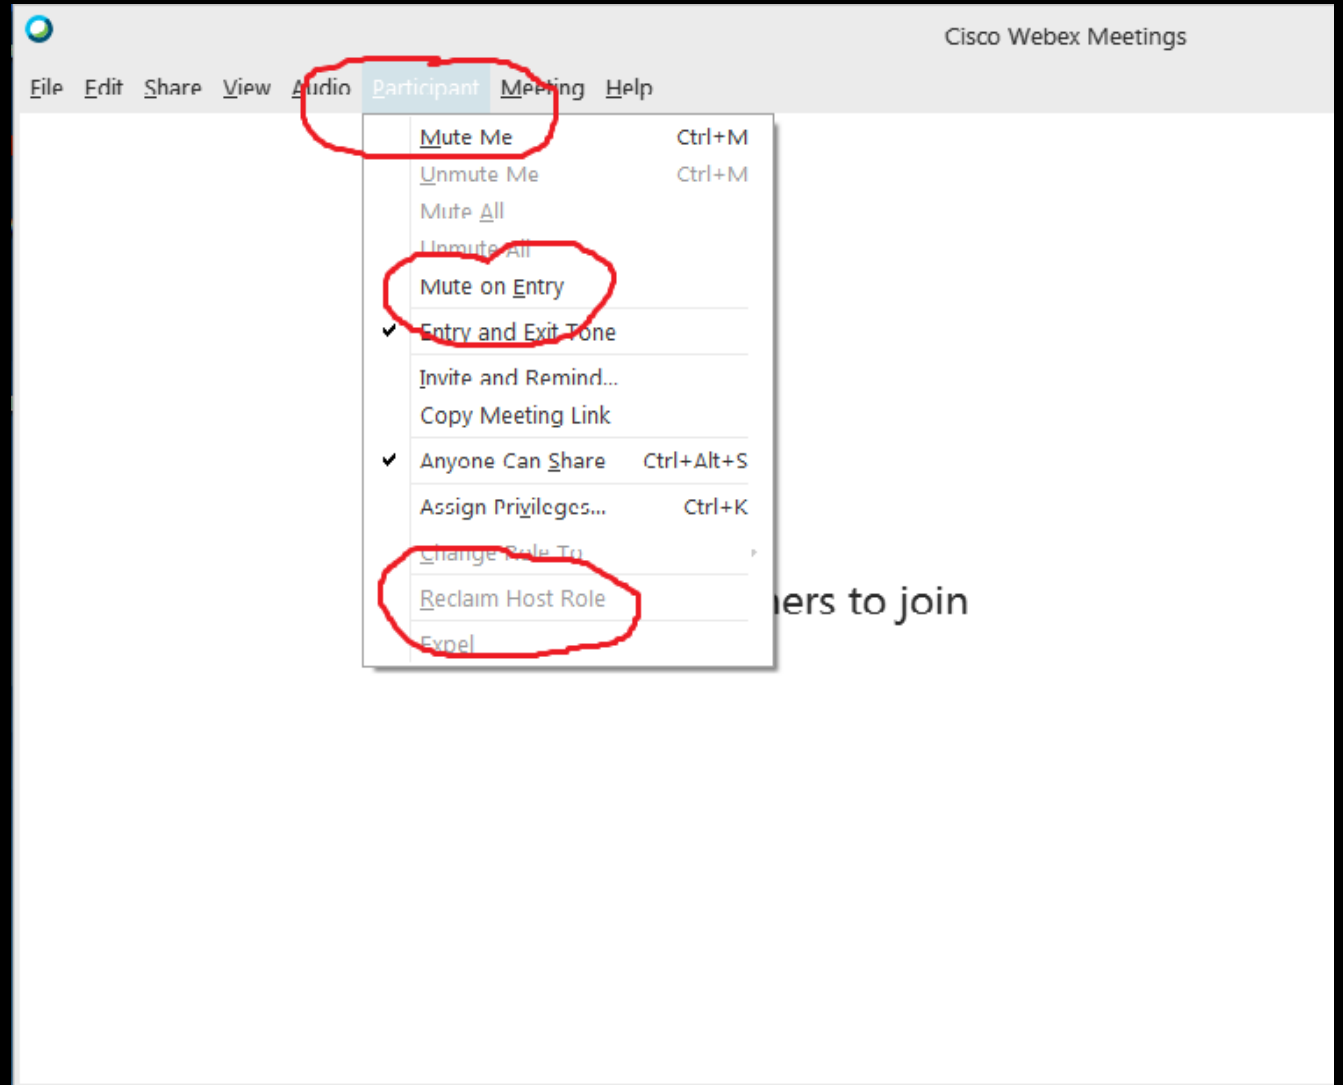 Cisco Webex Meetings
File Edit Share View Audio Participant Meeting Help
Mute Me Ctrl+M
Unmute Me Ctrl+M
Mute All
Unmute All
Mute on Entry
Entry and Exit Tone
Invite and Remind...
Copy Meeting Link
Anyone Can Share Ctrl+Alt+S
Assign Privileges... Ctrl+K
Change Role To
Reclaim Host Role
to join
Expel